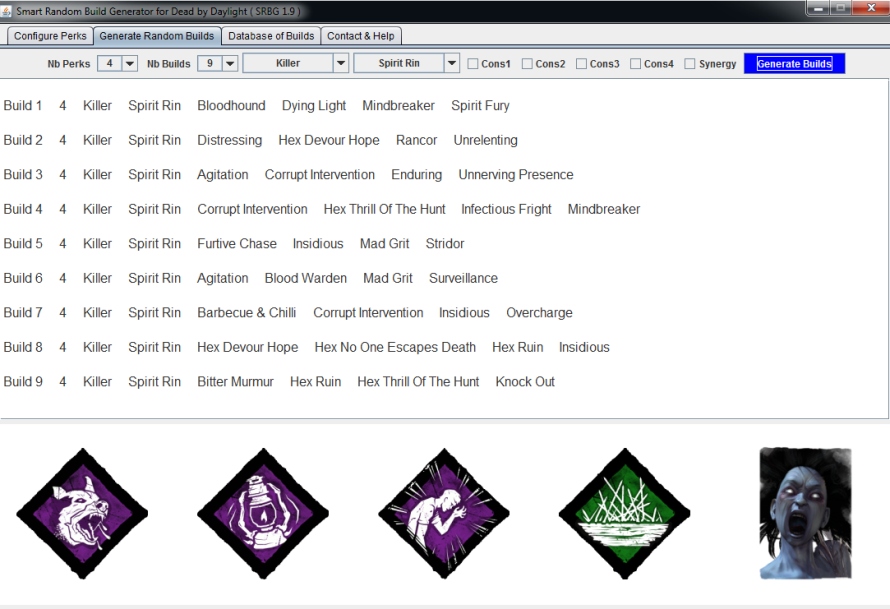 Smart Random Build Generator for Dead by Daylight ( SRBG 1.9 )
Configure Perks Generate Random Builds Database of Builds Contact & Help
Nb Perks 4 Nb Builds 9 Killer Spirit Rin Cons1 Cons2 Cons3 Cons4 Synergy Generate Builds
Build 1 4 Killer Spirit Rin Bloodhound Dying Light Mindbreaker Spirit Fury
Build 2 4 Killer Spirit Rin Distressing Hex Devour Hope Rancor Unrelenting
Build 3 4 Killer Spirit Rin Agitation Corrupt Intervention Enduring Unnerving Presence
Build 4 4 Killer Spirit Rin Corrupt Intervention Hex Thrill Of The Hunt Infectious Fright Mindbreaker
Build 5 4 Killer Spirit Rin Furtive Chase Insidious Mad Grit Stridor
Build 6 4 Killer Spirit Rin Agitation Blood Warden Mad Grit Surveillance
Build 7 4 Killer Spirit Rin Barbecue & Chilli Corrupt Intervention Insidious Overcharge
Build 8 4 Killer Spirit Rin Hex Devour Hope Hex No One Escapes Death Hex Ruin Insidious
Build 9 4 Killer Spirit Rin Bitter Murmur Hex Ruin Hex Thrill Of The Hunt Knock Out